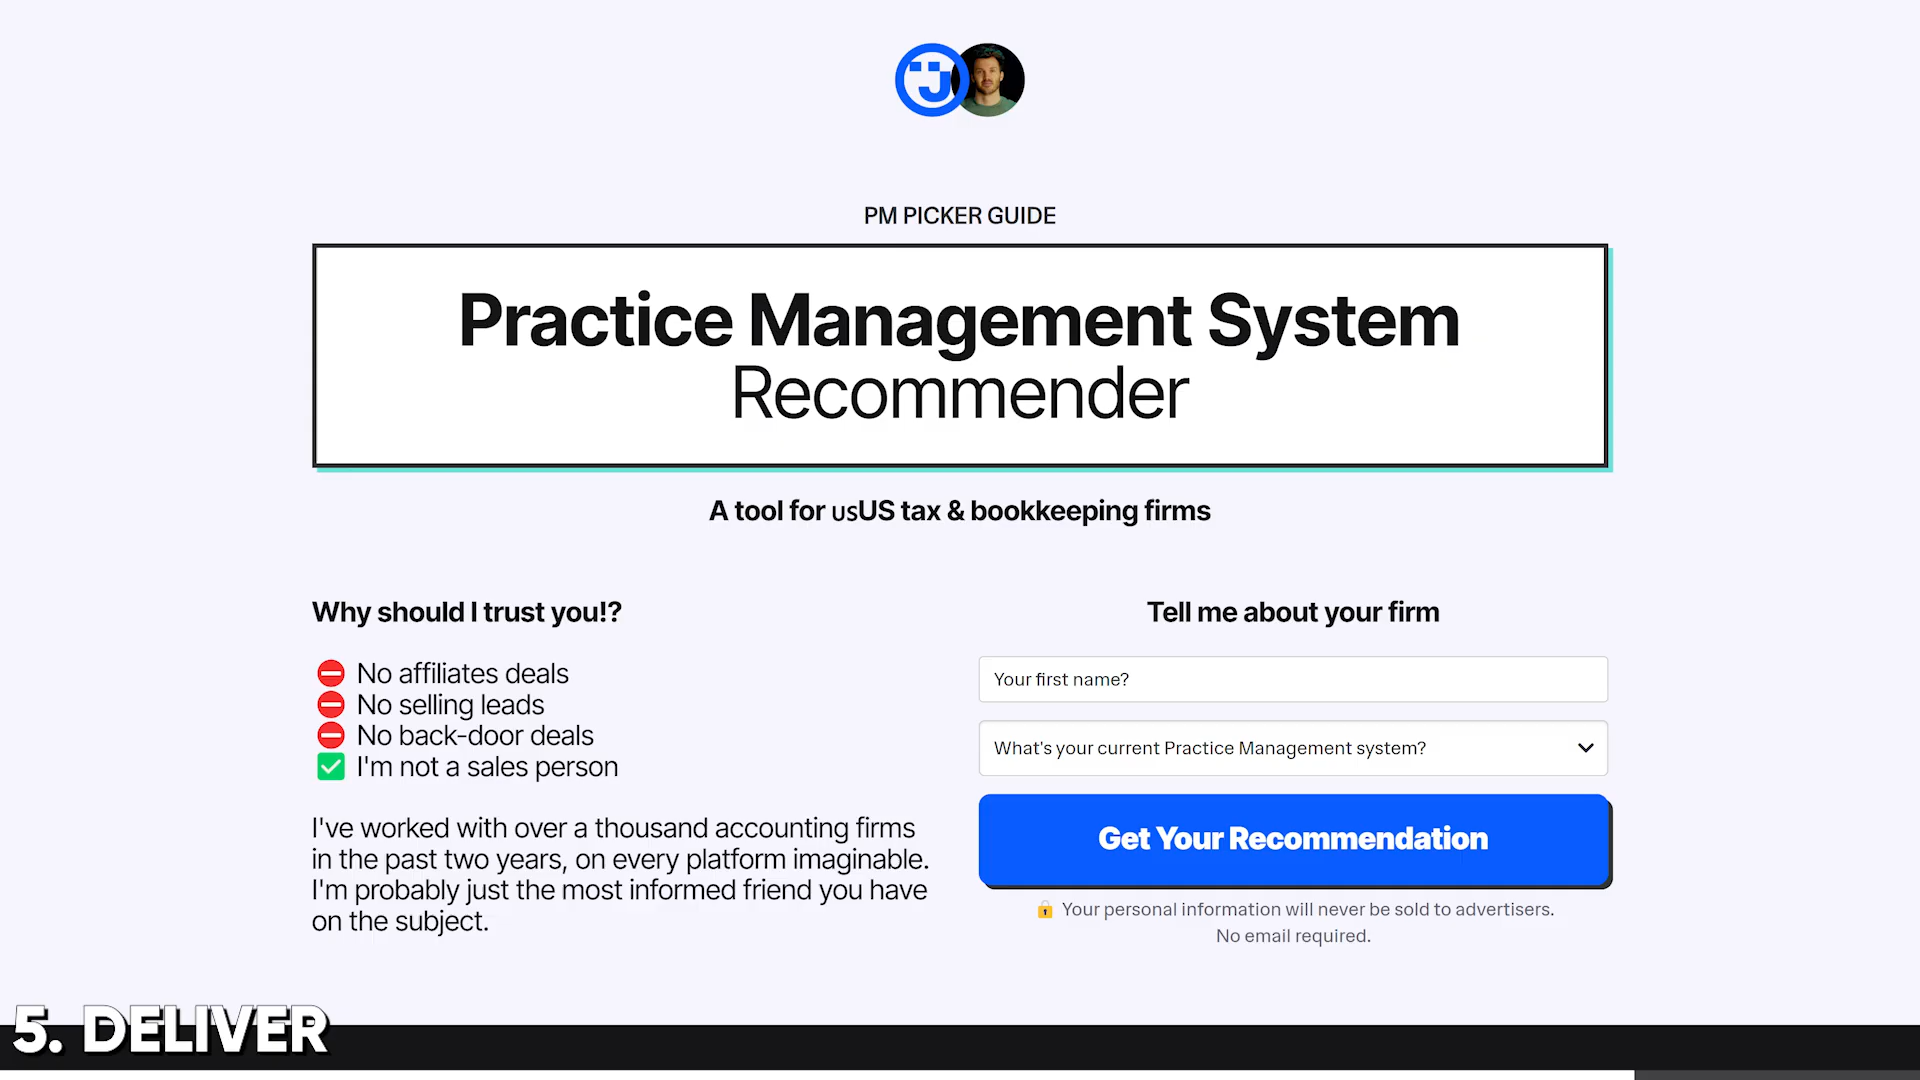 PM PICKER GUIDE
Practice Management System
Recommender
A tool for usUS tax & bookkeeping firms
Why should I trust you!?
No affiliates deals
No selling leads
No back-door deals
I'm not a sales person
I've worked with over a thousand accounting firms
in the past two years, on every platform imaginable.
I'm probably just the most informed friend you have
on the subject.
Tell me about your firm
Your first name?
What's your current Practice Management system?
Get Your Recommendation
Your personal information will never be sold to advertisers.
No email required.
5. DELIVER